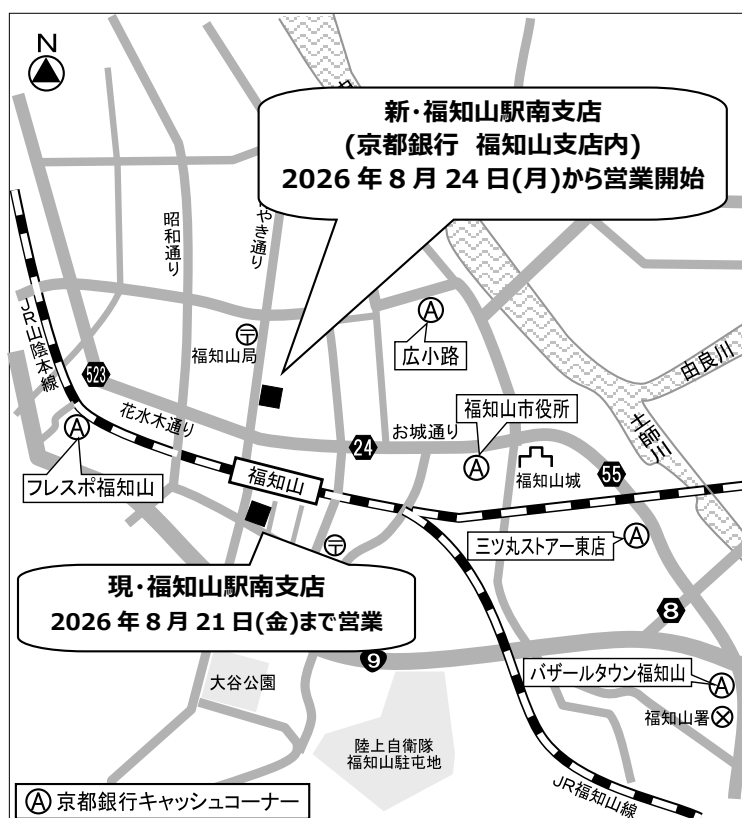 N
新・福知山駅南支店
(京都銀行 福知山支店内)
2026年8月24日(月)から営業開始
昭和通り
やき通り
JR山陰本線
福知山局
A
広小路
由良川
土師川
523
花水木通り
24
お城通り
福知山市役所
A
福知山城
55
A
フレスポ福知山
福知山
三ツ丸ストアー東店
A
現・福知山駅南支店
2026年8月21日(金)まで営業
8
9
大谷公園
バザールタウン福知山
A
福知山署
陸上自衛隊
福知山駐屯地
JR福知山線
A 京都銀行キャッシュコーナー